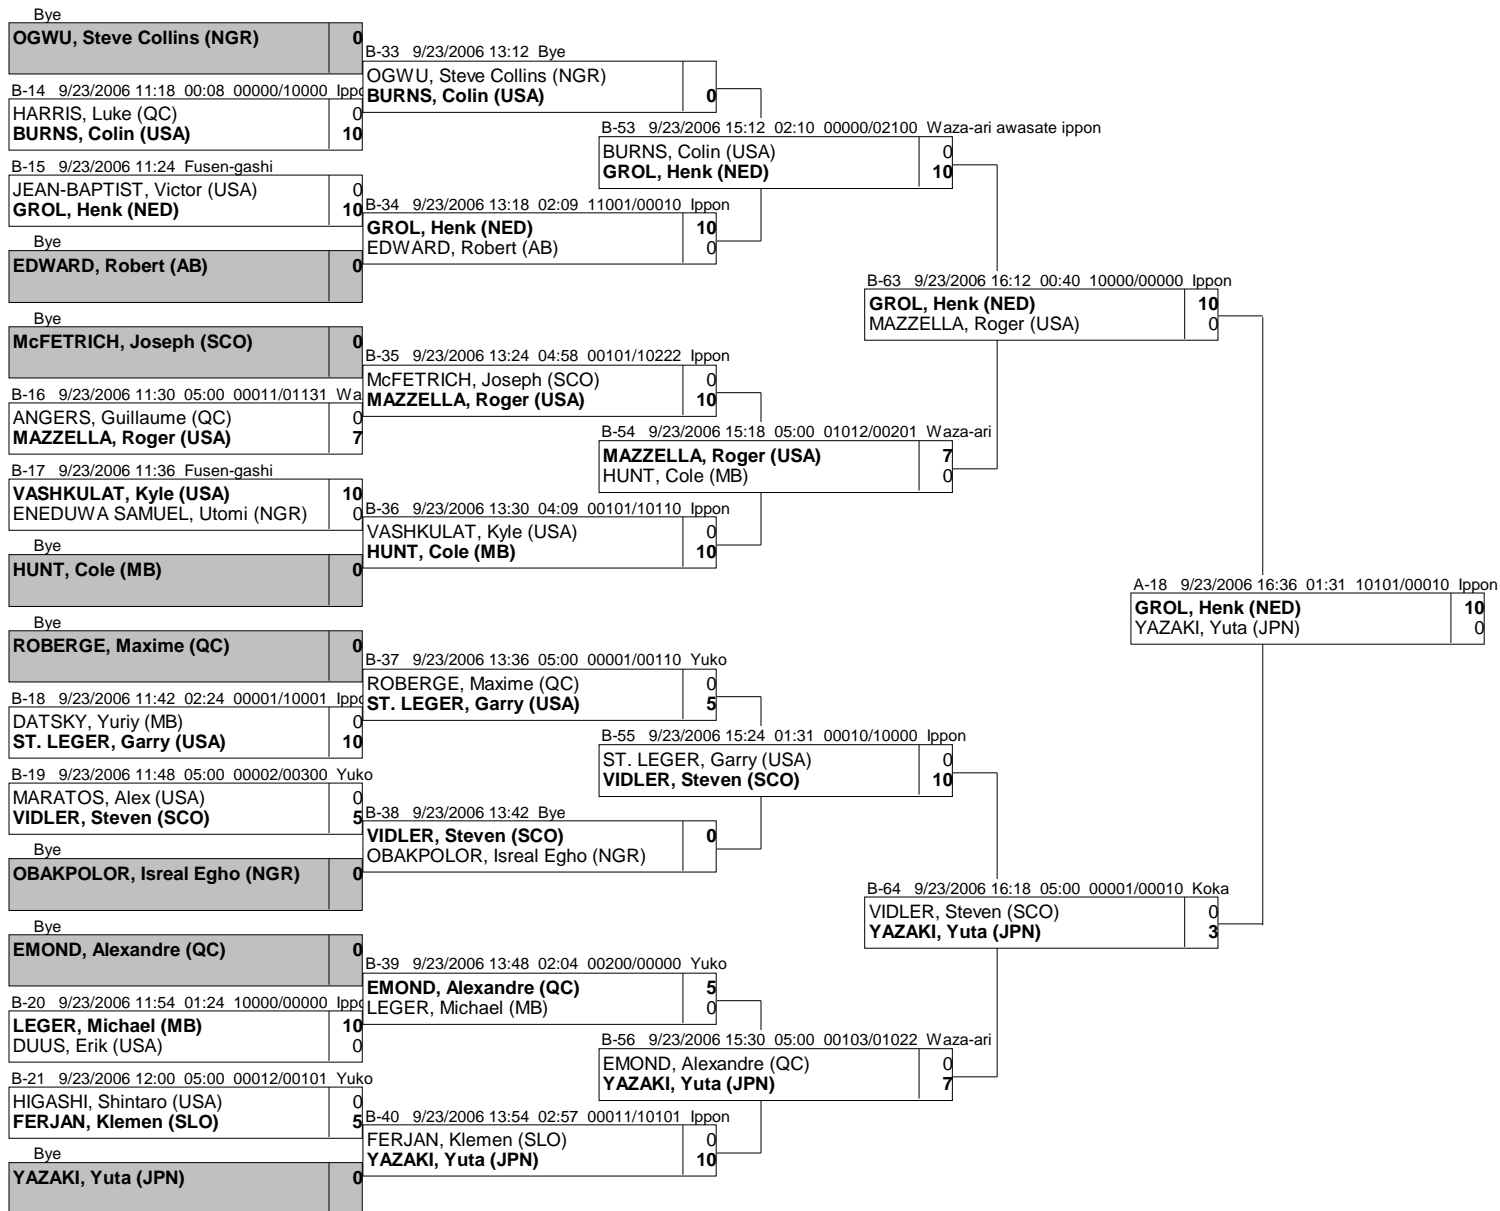 Bye
OGWU, Steve Collins (NGR) 0
B-14 9/23/2006 11:18 00:08 00000/10000 Ippo
HARRIS, Luke (QC) 0
BURNS, Colin (USA) 10
B-15 9/23/2006 11:24 Fusen-gashi
JEAN-BAPTIST, Victor (USA) 0
GROL, Henk (NED) 10
Bye
EDWARD, Robert (AB) 0
Bye
McFETRICH, Joseph (SCO) 0
B-16 9/23/2006 11:30 05:00 00011/01131 Wa
ANGERS, Guillaume (QC) 0
MAZZELLA, Roger (USA) 7
B-17 9/23/2006 11:36 Fusen-gashi
VASHKULAT, Kyle (USA) 10
ENEDUWA SAMUEL, Utomi (NGR) 0
Bye
HUNT, Cole (MB) 0
Bye
ROBERGE, Maxime (QC) 0
B-18 9/23/2006 11:42 02:24 00001/10001 Ippo
DATSKY, Yuriy (MB) 0
ST. LEGER, Garry (USA) 10
B-19 9/23/2006 11:48 05:00 00002/00300 Yuko
MARATOS, Alex (USA) 0
VIDLER, Steven (SCO) 5
Bye
OBAKPOLOR, Isreal Egho (NGR) 0
Bye
EMOND, Alexandre (QC) 0
B-20 9/23/2006 11:54 01:24 10000/00000 Ippo
LEGER, Michael (MB) 10
DUUS, Erik (USA) 0
B-21 9/23/2006 12:00 05:00 00012/00101 Yuko
HIGASHI, Shintaro (USA) 0
FERJAN, Klemen (SLO) 5
Bye
YAZAKI, Yuta (JPN) 0
B-33 9/23/2006 13:12 Bye
OGWU, Steve Collins (NGR)
BURNS, Colin (USA) 0
B-34 9/23/2006 13:18 02:09 11001/00010 Ippon
GROL, Henk (NED) 10
EDWARD, Robert (AB) 0
B-35 9/23/2006 13:24 04:58 00101/10222 Ippon
McFETRICH, Joseph (SCO) 0
MAZZELLA, Roger (USA) 10
B-36 9/23/2006 13:30 04:09 00101/10110 Ippon
VASHKULAT, Kyle (USA) 0
HUNT, Cole (MB) 10
B-37 9/23/2006 13:36 05:00 00001/00110 Yuko
ROBERGE, Maxime (QC) 0
ST. LEGER, Garry (USA) 5
B-38 9/23/2006 13:42 Bye
VIDLER, Steven (SCO) 0
OBAKPOLOR, Isreal Egho (NGR)
B-39 9/23/2006 13:48 02:04 00200/00000 Yuko
EMOND, Alexandre (QC) 5
LEGER, Michael (MB) 0
B-40 9/23/2006 13:54 02:57 00011/10101 Ippon
FERJAN, Klemen (SLO) 0
YAZAKI, Yuta (JPN) 10
B-53 9/23/2006 15:12 02:10 00000/02100 Waza-ari awasate ippon
BURNS, Colin (USA) 0
GROL, Henk (NED) 10
B-54 9/23/2006 15:18 05:00 01012/00201 Waza-ari
MAZZELLA, Roger (USA) 7
HUNT, Cole (MB) 0
B-55 9/23/2006 15:24 01:31 00010/10000 Ippon
ST. LEGER, Garry (USA) 0
VIDLER, Steven (SCO) 10
B-56 9/23/2006 15:30 05:00 00103/01022 Waza-ari
EMOND, Alexandre (QC) 0
YAZAKI, Yuta (JPN) 7
B-63 9/23/2006 16:12 00:40 10000/00000 Ippon
GROL, Henk (NED) 10
MAZZELLA, Roger (USA) 0
B-64 9/23/2006 16:18 05:00 00001/00010 Koka
VIDLER, Steven (SCO) 0
YAZAKI, Yuta (JPN) 3
A-18 9/23/2006 16:36 01:31 10101/00010 Ippon
GROL, Henk (NED) 10
YAZAKI, Yuta (JPN) 0